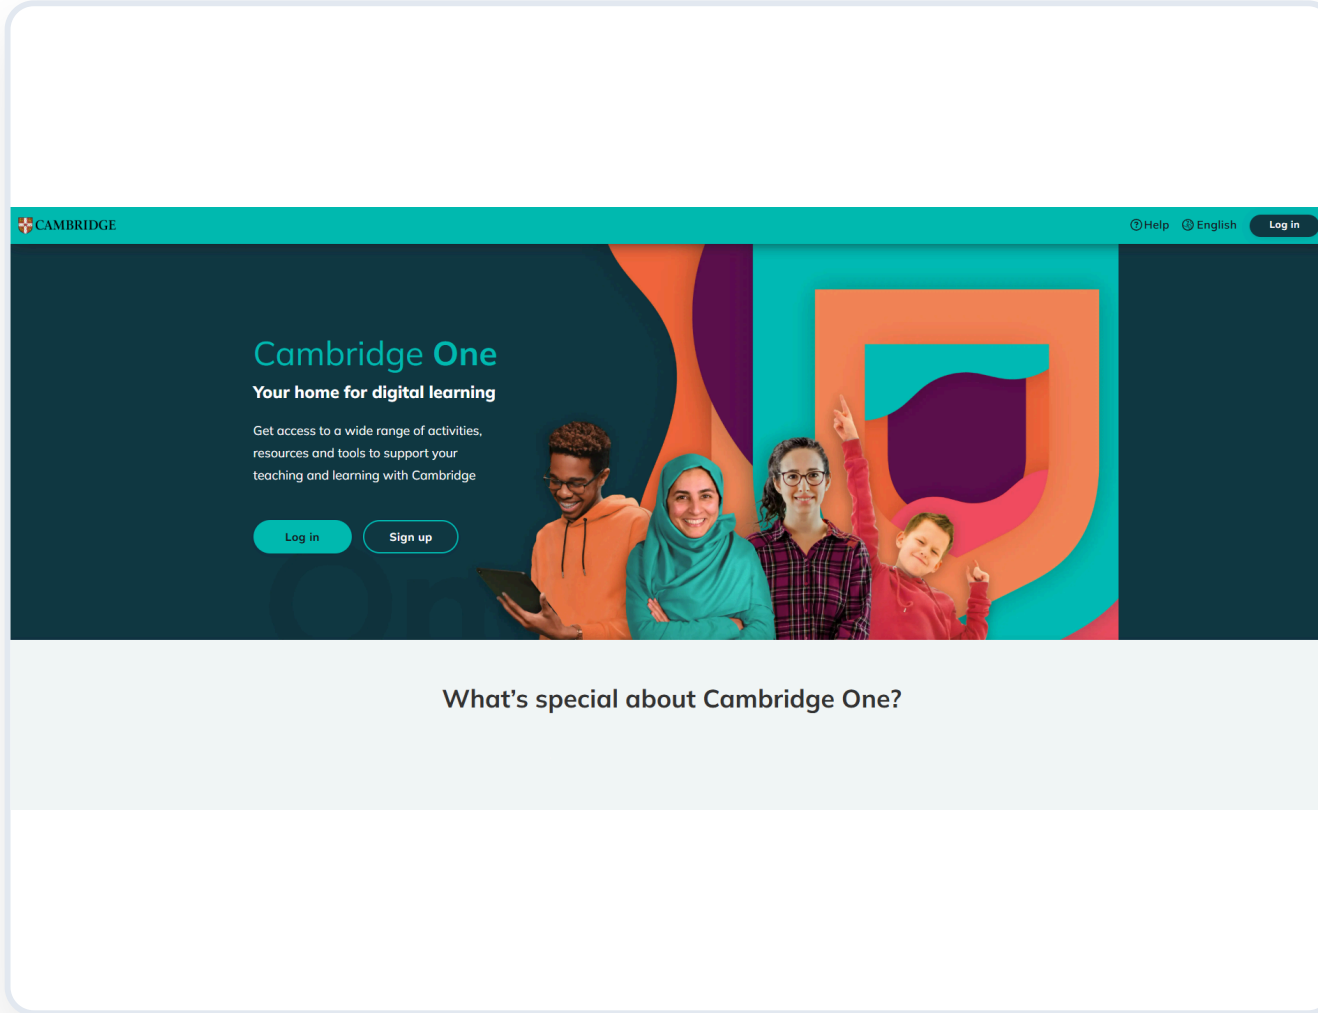 CAMBRIDGE
Help English Log in
Cambridge One
Your home for digital learning
Get access to a wide range of activities,
resources and tools to support your
teaching and learning with Cambridge
Log in Sign up
On
What's special about Cambridge One?